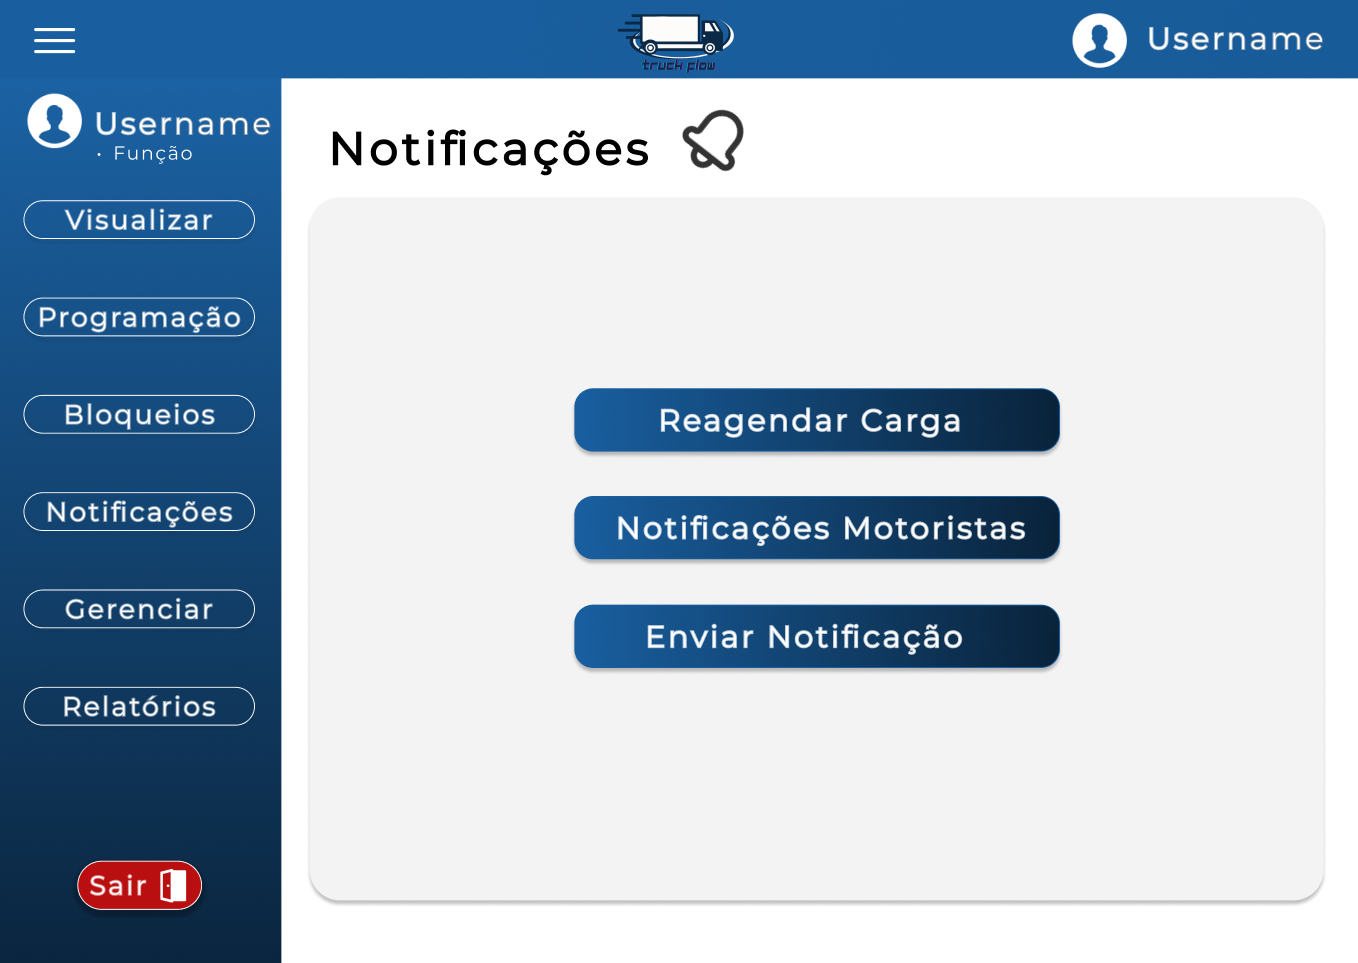 truck flow
Username
Username
• Função
Visualizar
Programação
Bloqueios
Notificações
Gerenciar
Relatórios
Sair
Notificações
Reagendar Carga
Notificações Motoristas
Enviar Notificação